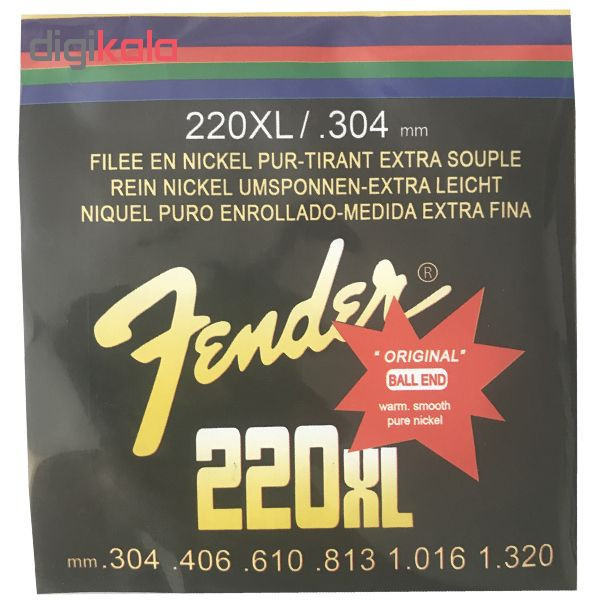 digikala
220XL/ .304 mm
FILEE EN NICKEL PUR-TIRANT EXTRA SOUPLE
REIN NICKEL UMSPONNEN-EXTRA LEICHT
NIQUEL PURO ENROLLADO-MEDIDA EXTRA FINA
Fender®
" ORIGINAL"
BALL END
warm. smooth
pure nickel
220XL
mm .304 .406 .610 .813 1.016 1.320